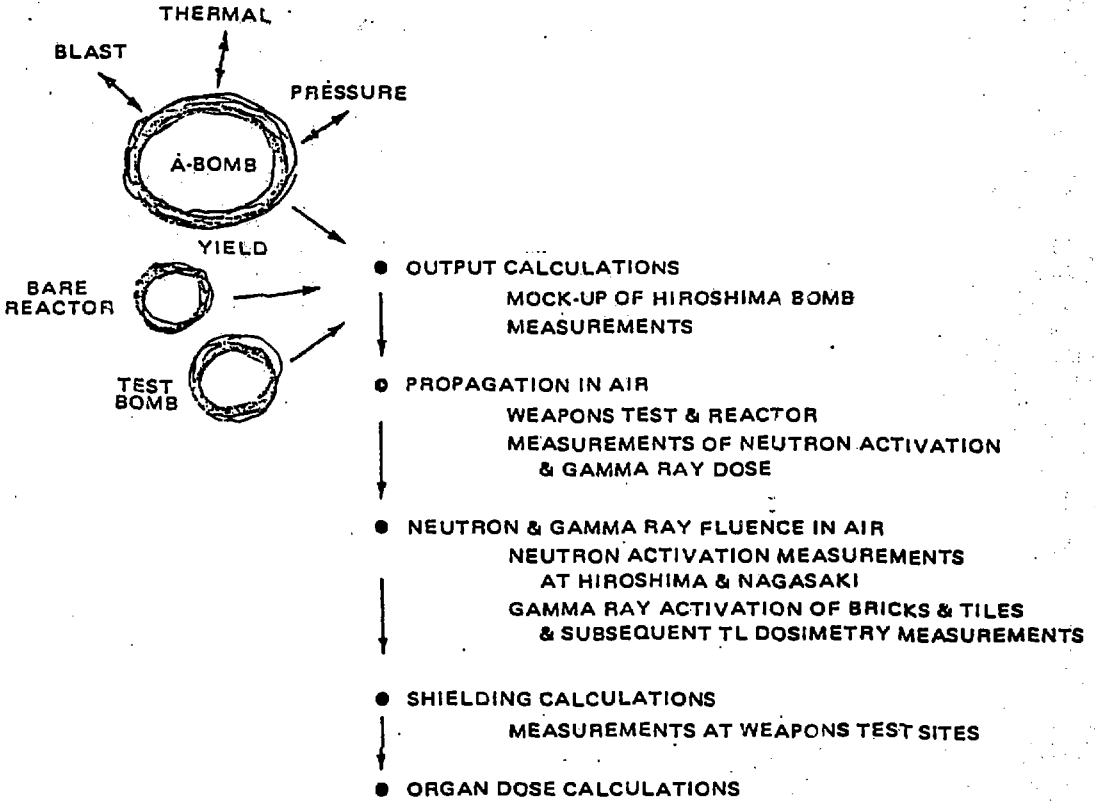 THERMAL
BLAST
PRESSURE
A-BOMB
YIELD
BARE
REACTOR
TEST
BOMB
● OUTPUT CALCULATIONS
MOCK-UP OF HIROSHIMA BOMB
MEASUREMENTS
● PROPAGATION IN AIR
WEAPONS TEST & REACTOR
MEASUREMENTS OF NEUTRON ACTIVATION
& GAMMA RAY DOSE
● NEUTRON & GAMMA RAY FLUENCE IN AIR
NEUTRON ACTIVATION MEASUREMENTS
AT HIROSHIMA & NAGASAKI
GAMMA RAY ACTIVATION OF BRICKS & TILES
& SUBSEQUENT TL DOSIMETRY MEASUREMENTS
● SHIELDING CALCULATIONS
MEASUREMENTS AT WEAPONS TEST SITES
● ORGAN DOSE CALCULATIONS